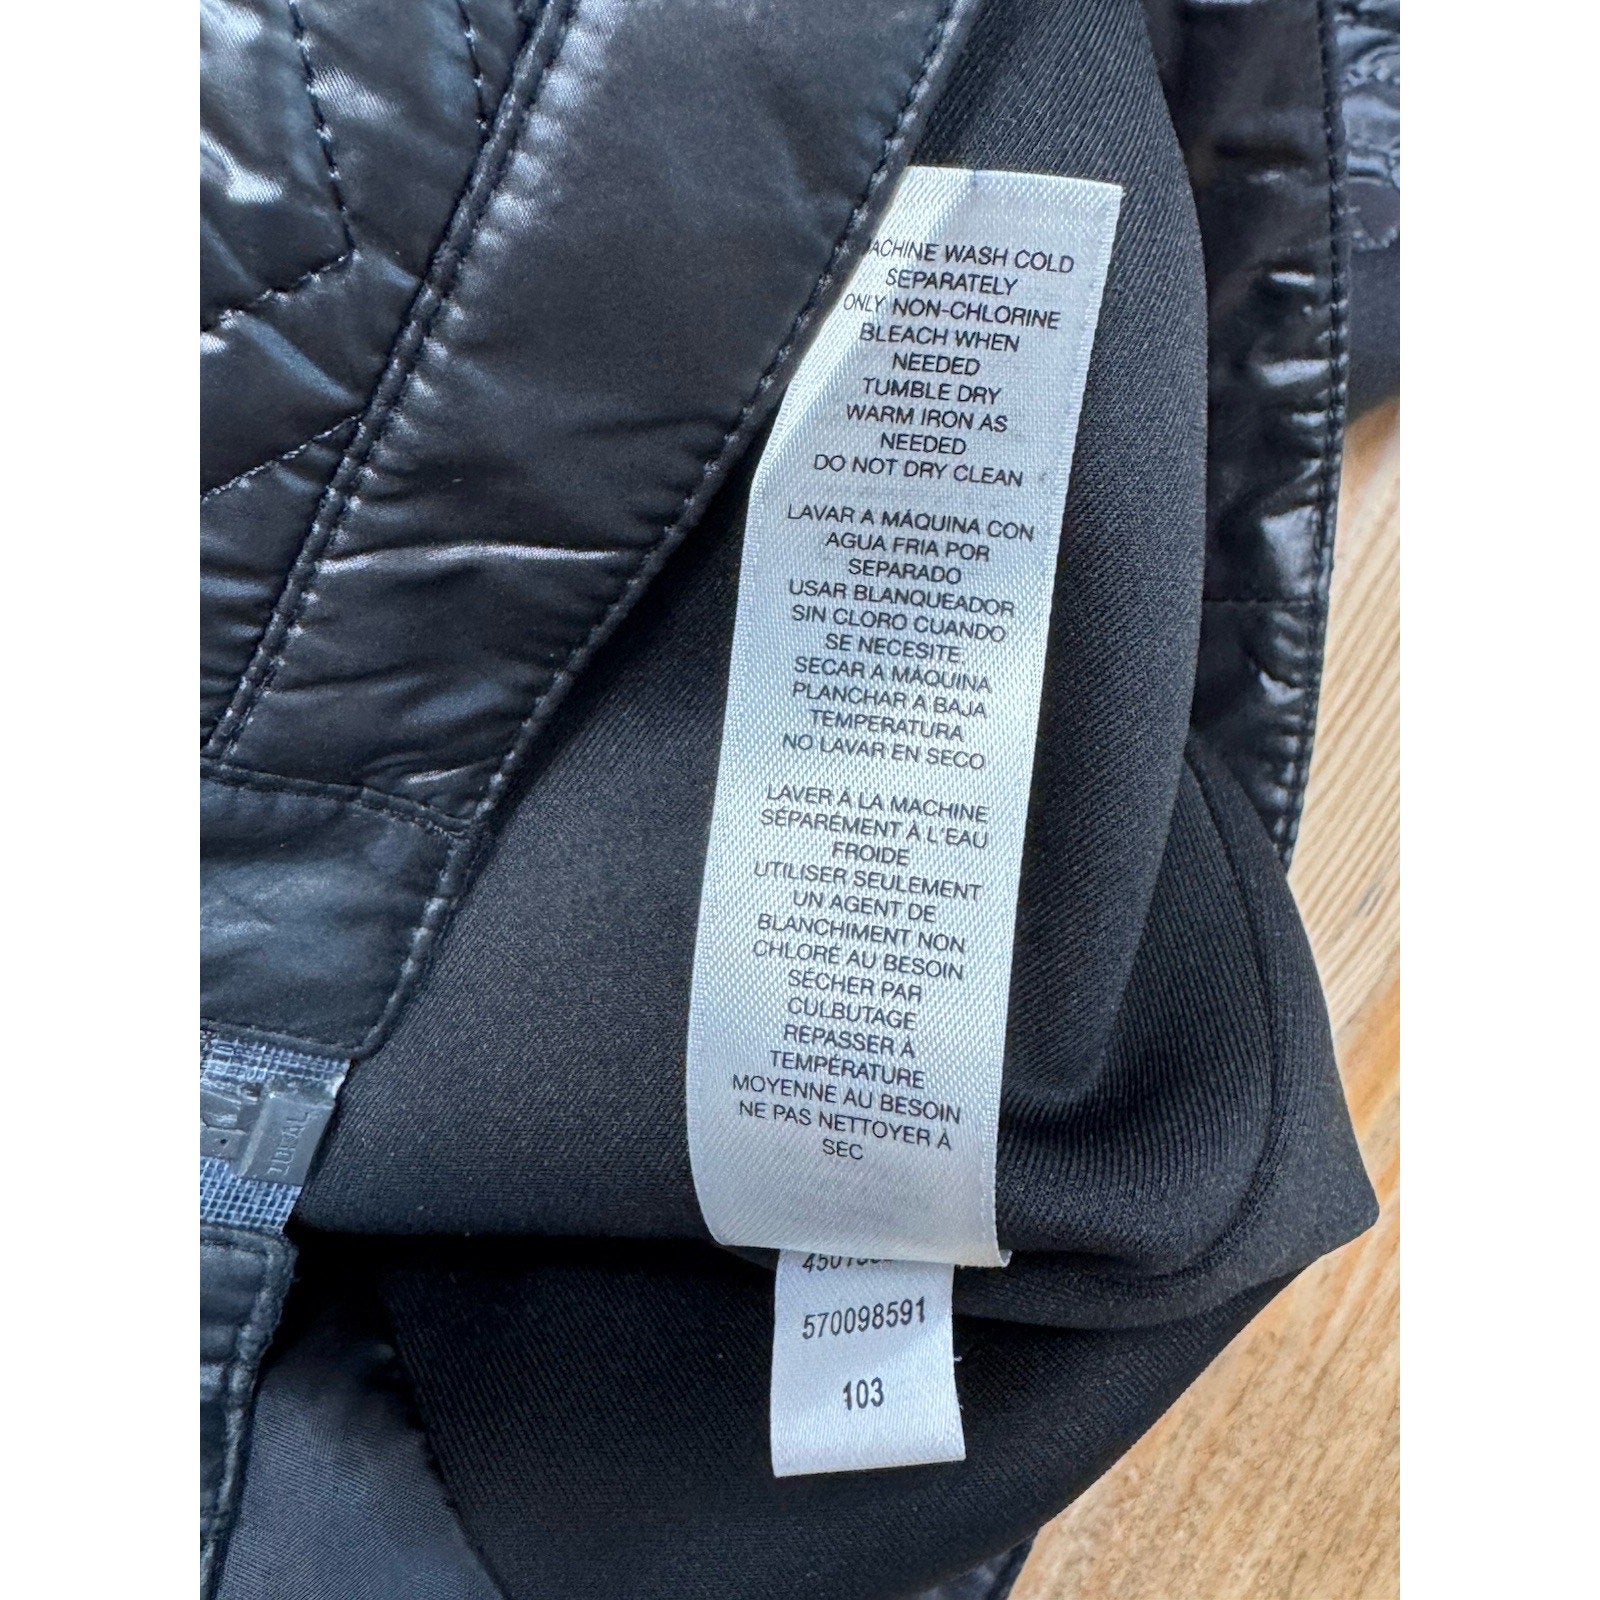 WASH COLD
SEPARATELY
ONLY NON-CHLORINE
BLEACH WHEN
NEEDED
TUMBLE DRY
WARM IRON AS
NEEDED
DO NOT DRY CLEAN
LAVAR A MÁQUINA CON
AGUA FRIA POR
SEPARADO
USAR BLANQUEADOR
SIN CLORO CUANDO
SE NECESITE.
SECAR A MÁQUINA
PLANCHAR A BAJA
TEMPERATURA
NO LAVAR EN SECO
LAVER À LA MACHINE
SÉPARÉMENT À L'EAU
FROIDE
UTILISER SEULEMENT
UN AGENT DE
BLANCHIMENT NON
CHLORÉ AU BESOIN
SÉCHER PAR
CULBUTAGE
REPASSER À
TEMPÉRATURE
MOYENNE AU BESOIN
NE PAS NETTOYER À
SEC
570098591
103